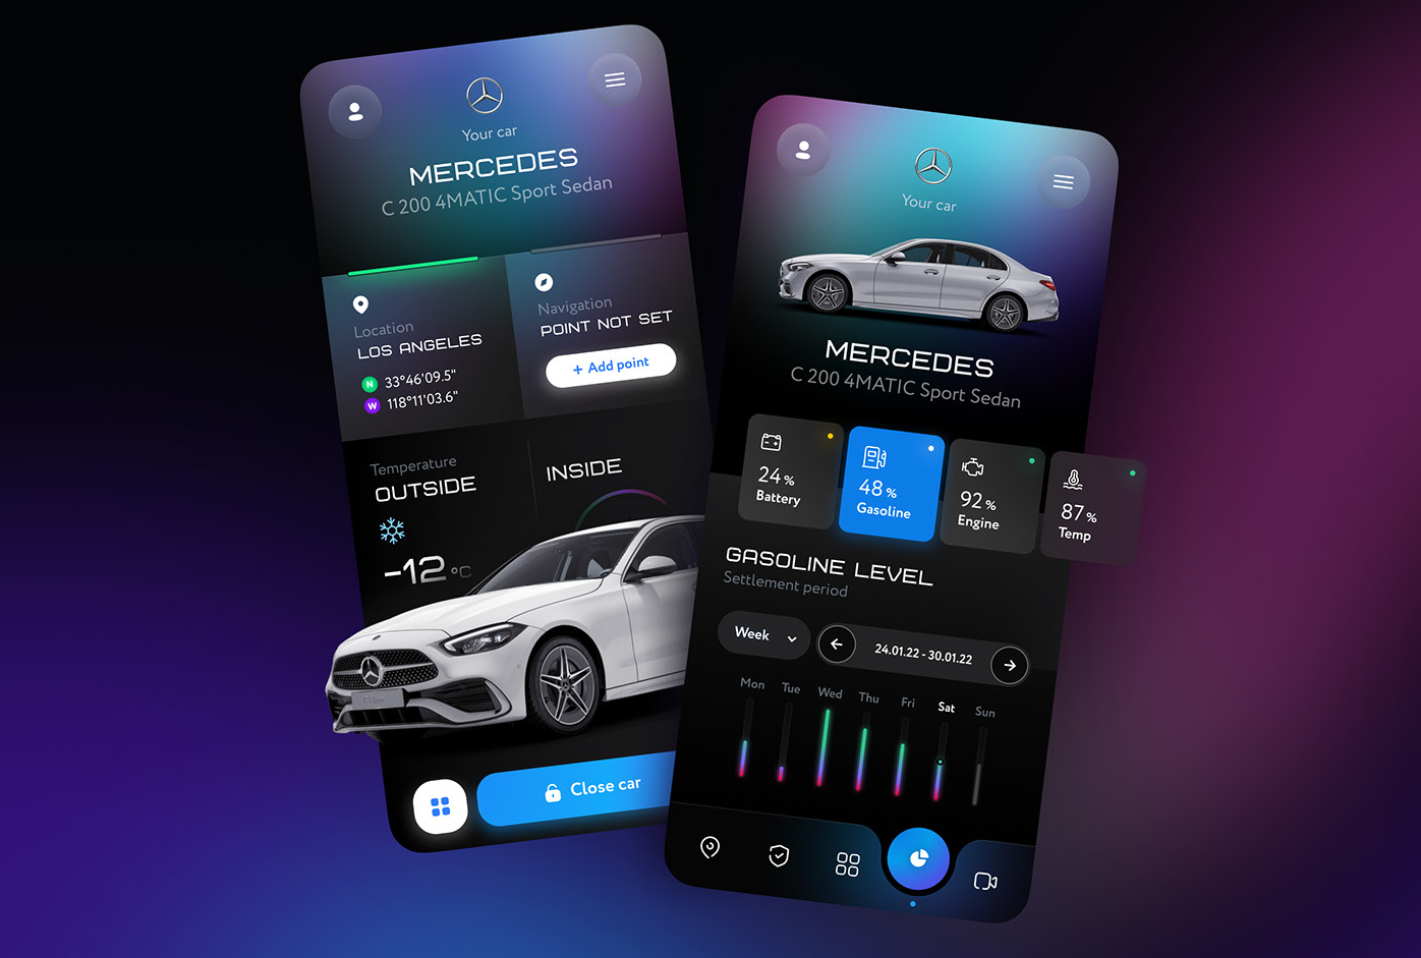 Your car
MERCEDES
C 200 4MATIC Sport Sedan
Location
LOS ANGELES
N 33°46'09.5"
W 118°11'03.6"
Navigation
POINT NOT SET
+ Add point
Temperature
OUTSIDE
-12 °C
INSIDE
Close car
Your car
MERCEDES
C 200 4MATIC Sport Sedan
24 %
Battery
48 %
Gasoline
92 %
Engine
87 %
Temp
GASOLINE LEVEL
Settlement period
Week
24.01.22 - 30.01.22
Mon Tue Wed Thu Fri Sat Sun